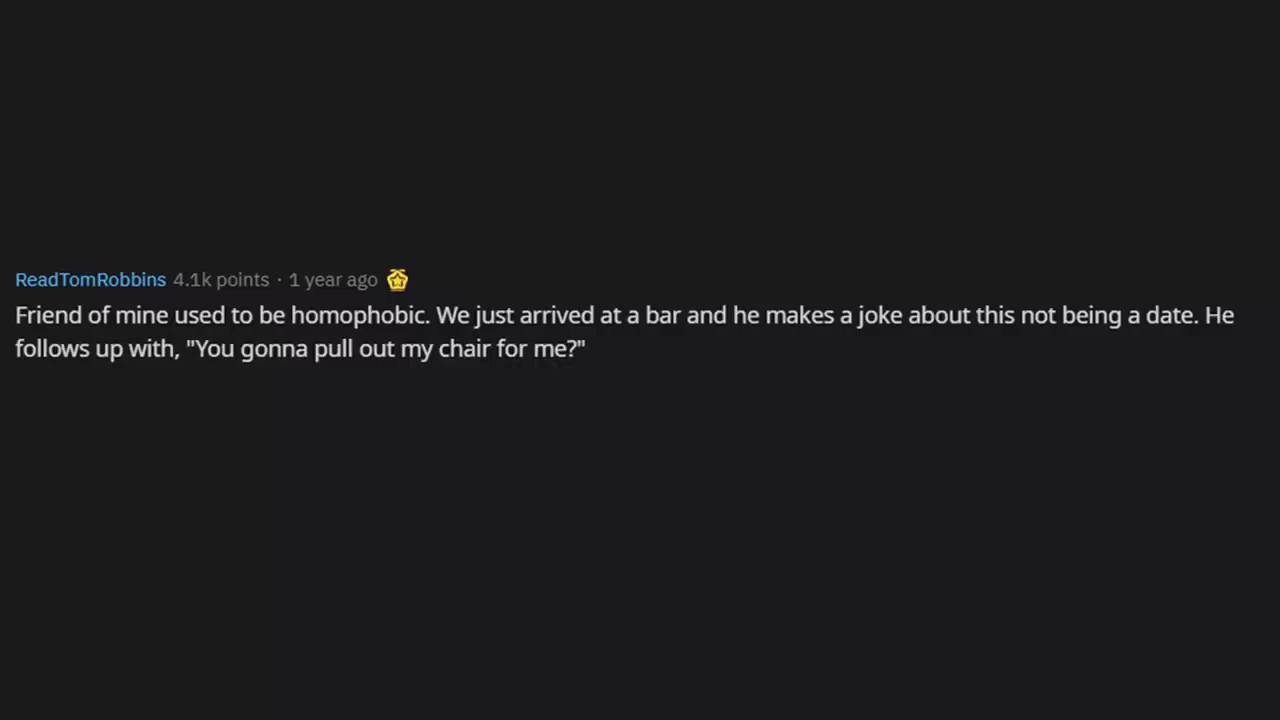 ReadTomRobbins 4.1k points · 1 year ago
Friend of mine used to be homophobic. We just arrived at a bar and he makes a joke about this not being a date. He
follows up with, "You gonna pull out my chair for me?"